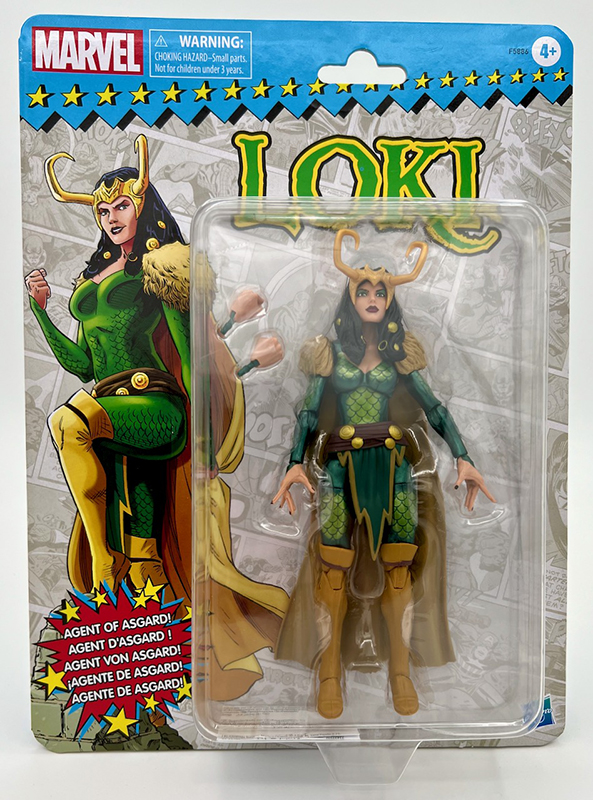 MARVEL
WARNING:
CHOKING HAZARD–Small parts.
Not for children under 3 years.
F5886
4+
LOKI
AGENT OF ASGARD!
AGENT D'ASGARD !
AGENT VON ASGARD!
¡AGENTE DE ASGARD!
AGENTE DE ASGARD!